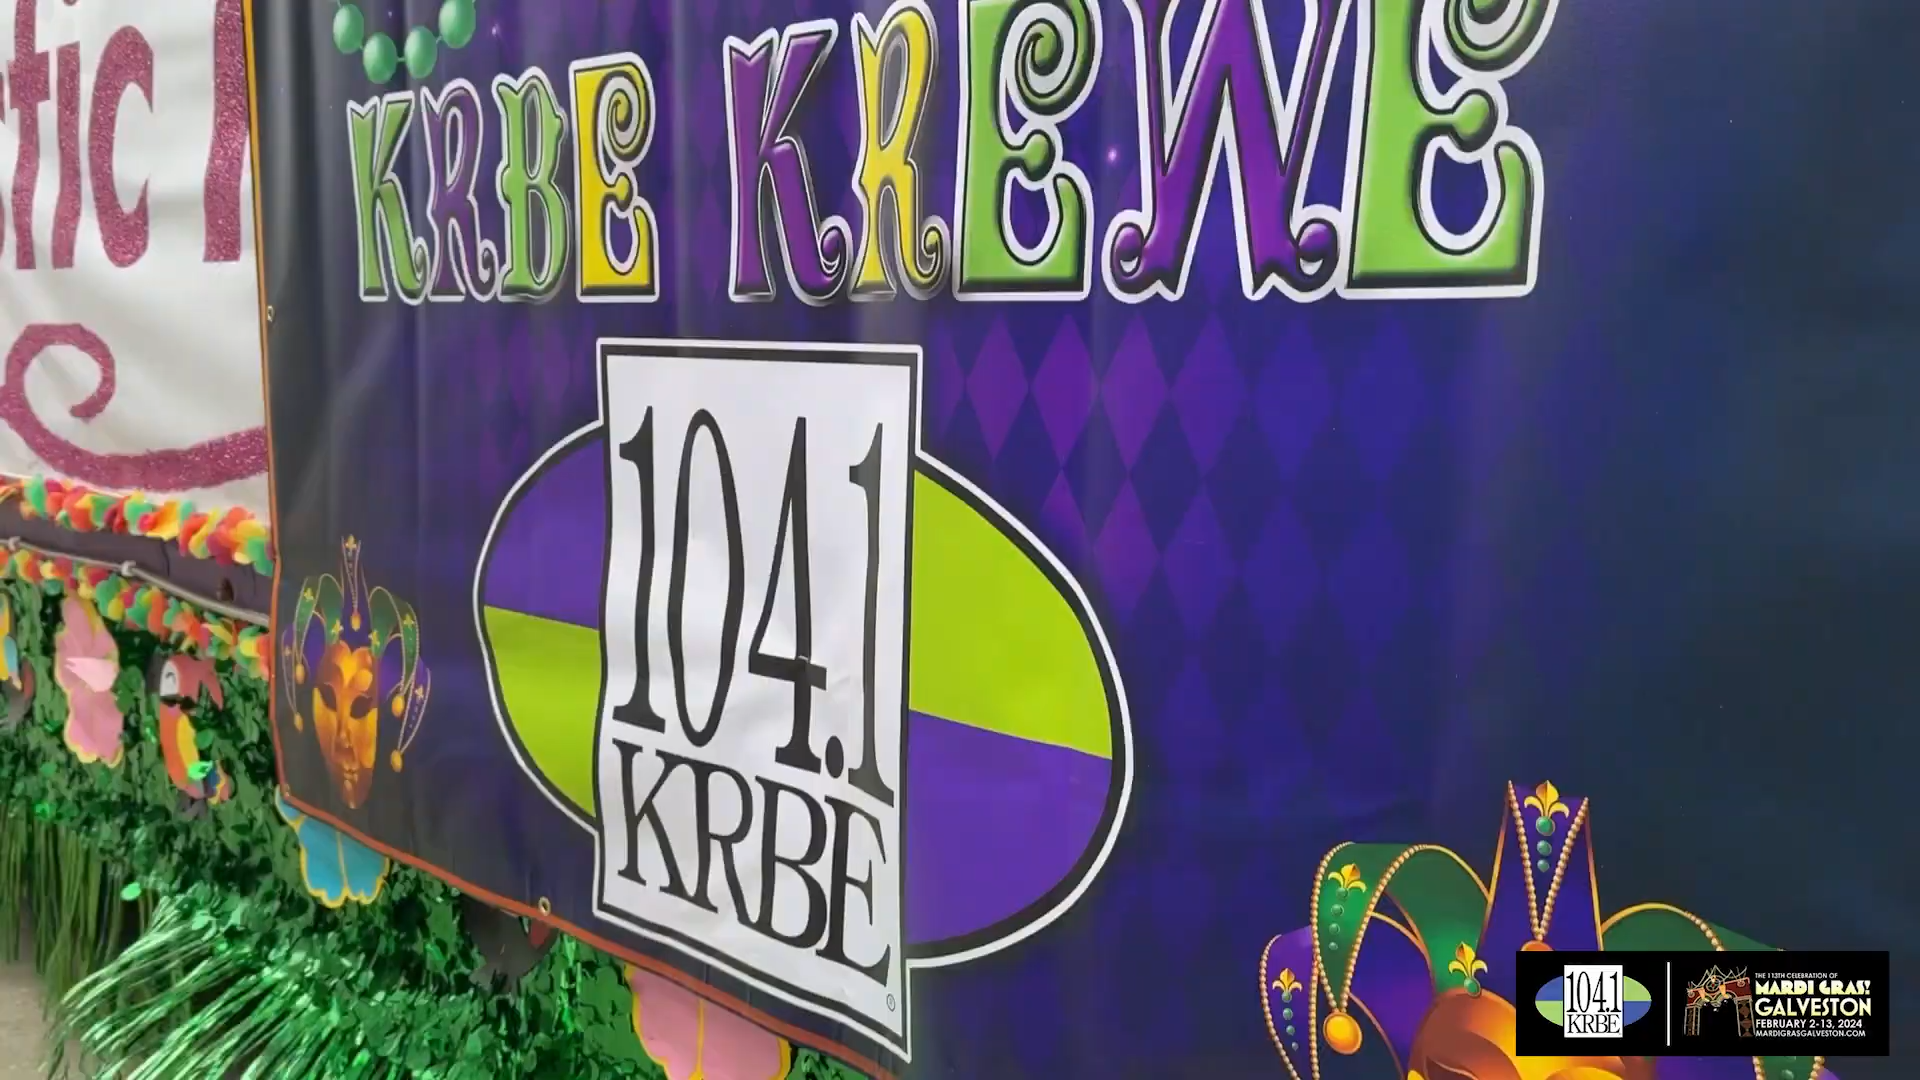 stic
KRBE KREWE
104.1
KRBE
104.1
KRBE
THE 113TH CELEBRATION OF
MARDI GRAS!
GALVESTON
FEBRUARY 2-13, 2024
MARDIGRASGALVESTON.COM